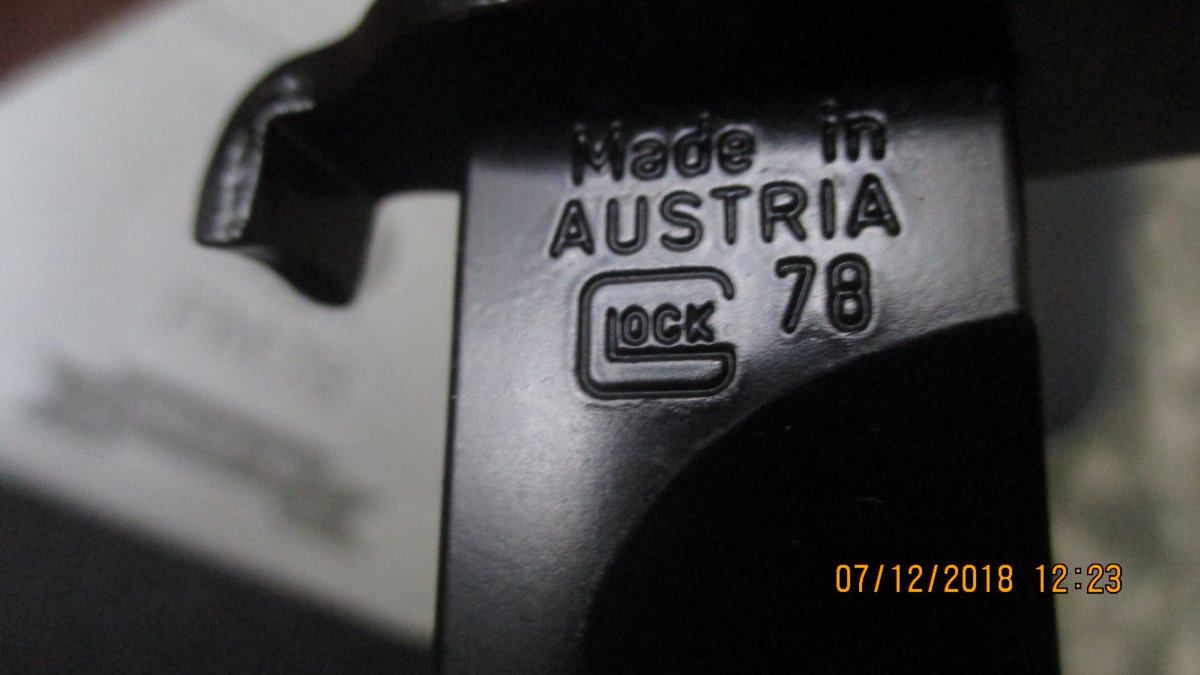 Made in
AUSTRIA
GLOCK 78
07/12/2018 12:23